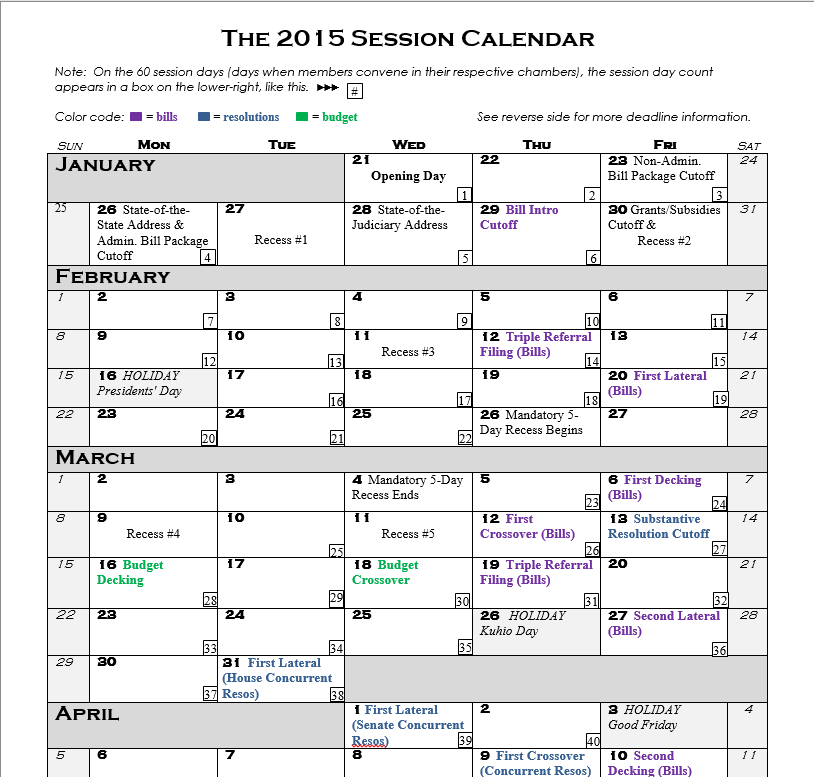 THE 2015 SESSION CALENDAR
Note: On the 60 session days (days when members convene in their respective chambers), the session day count
appears in a box on the lower-right, like this. ►►► #
Color code: = bills = resolutions = budget See reverse side for more deadline information.
SUN MON TUE WED THU FRI SAT
JANUARY
21 Opening Day 1
22 2
23 Non-Admin.
Bill Package Cutoff 3
24
25
26 State-of-the-
State Address &
Admin. Bill Package
Cutoff 4
27 Recess #1
28 State-of-the-
Judiciary Address 5
29 Bill Intro
Cutoff 6
30 Grants/Subsidies
Cutoff &
Recess #2
31
FEBRUARY
1
2 7
3 8
4 9
5 10
6 11
7
8
9 12
10 13
11 Recess #3
12 Triple Referral
Filing (Bills) 14
13 15
14
15
16 HOLIDAY
Presidents' Day
17 16
18 17
19 18
20 First Lateral
(Bills) 19
21
22
23 20
24 21
25 22
26 Mandatory 5-
Day Recess Begins
27
28
MARCH
1
2
3
4 Mandatory 5-Day
Recess Ends
5 23
6 First Decking
(Bills) 24
7
8
9 Recess #4
10 25
11 Recess #5
12 First
Crossover (Bills) 26
13 Substantive
Resolution Cutoff 27
14
15
16 Budget
Decking 28
17 29
18 Budget
Crossover 30
19 Triple Referral
Filing (Bills) 31
20 32
21
22
23 33
24 34
25 35
26 HOLIDAY
Kuhio Day
27 Second Lateral
(Bills) 36
28
29
30 37
31 First Lateral
(House Concurrent
Resos) 38
APRIL
1 First Lateral
(Senate Concurrent
Resos) 39
2 40
3 HOLIDAY
Good Friday
4
5
6
7
8
9 First Crossover
(Concurrent Resos)
10 Second
Decking (Bills)
11